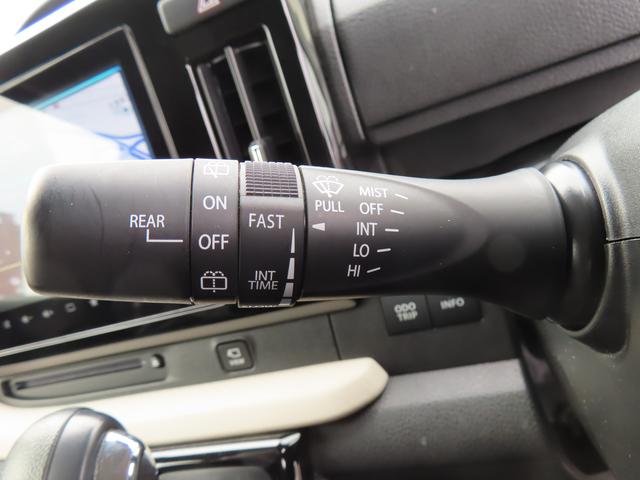 REAR
ON
OFF
FAST
INT
TIME
PULL
MIST
OFF
INT
LO
HI
ODO
TRIP
INFO